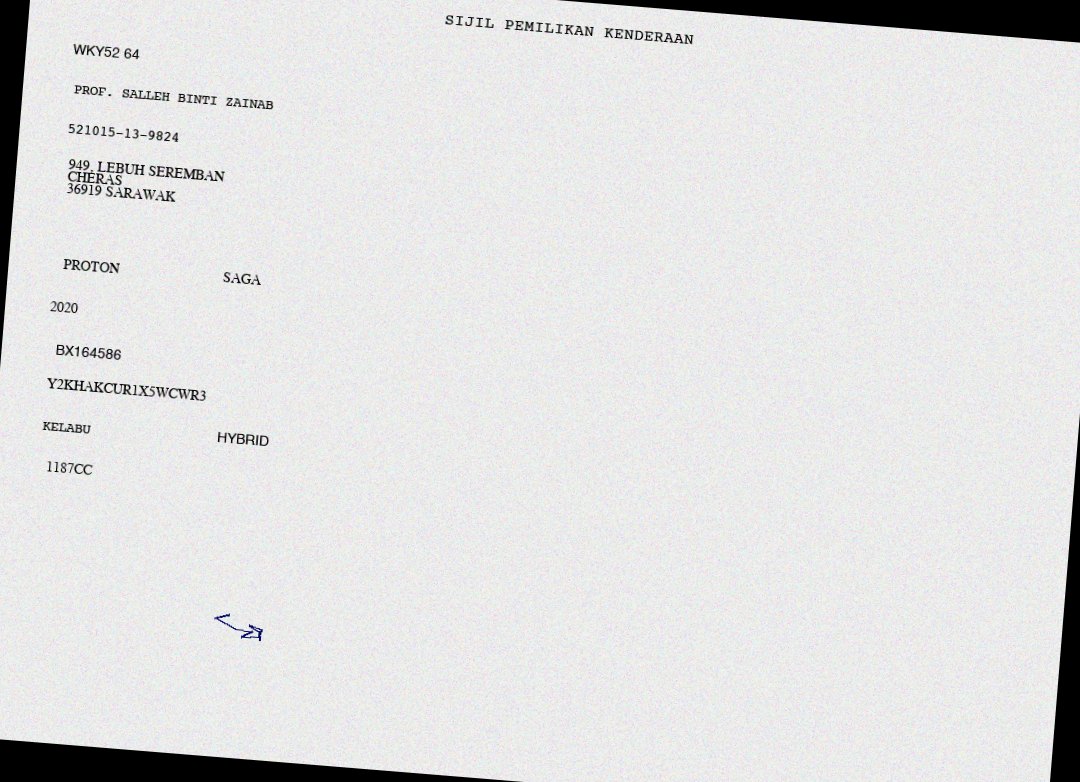 SIJIL PEMILIKAN KENDERAAN
WKY52 64
PROF. SALLEH BINTI ZAINAB
521015-13-9824
949, LEBUH SEREMBAN
CHERAS
36919 SARAWAK
PROTON SAGA
2020
BX164586
Y2KHAKCUR1X5WCWR3
KELABU HYBRID
1187CC